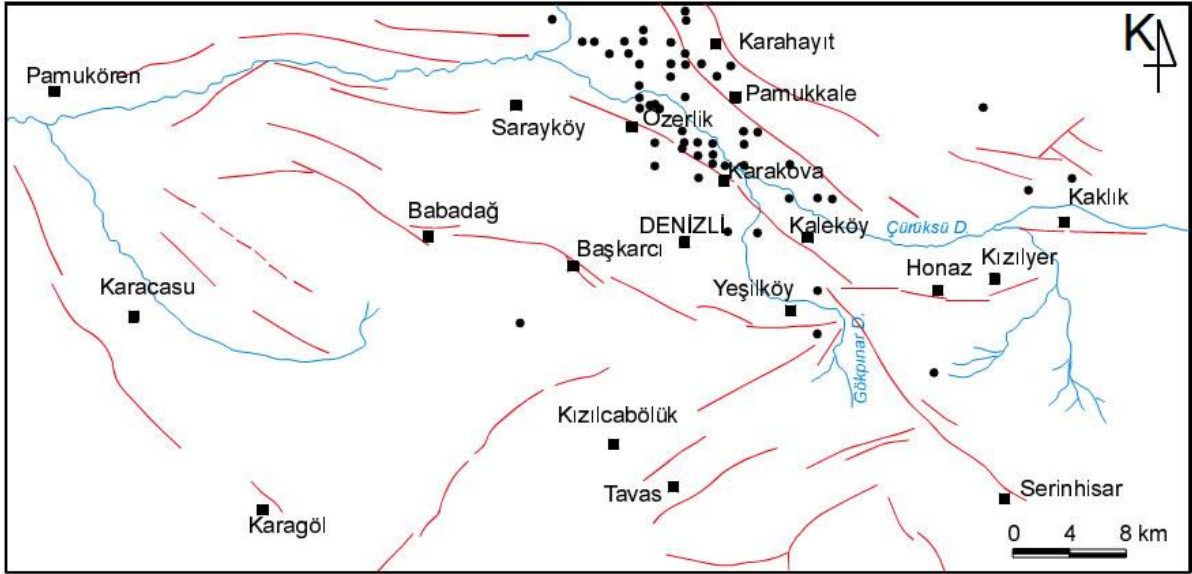 K
Karahayıt
Pamukören
Pamukkale
Sarayköy
Özerlik
Karakova
Kaklık
Babadağ
DENİZLİ
Kaleköy
Çürüksü D.
Başkarcı
Honaz
Kızılyer
Karacasu
Yeşilköy
Gökpınar D.
Kızılcabölük
Tavas
Serinhisar
Karagöl
0 4 8 km